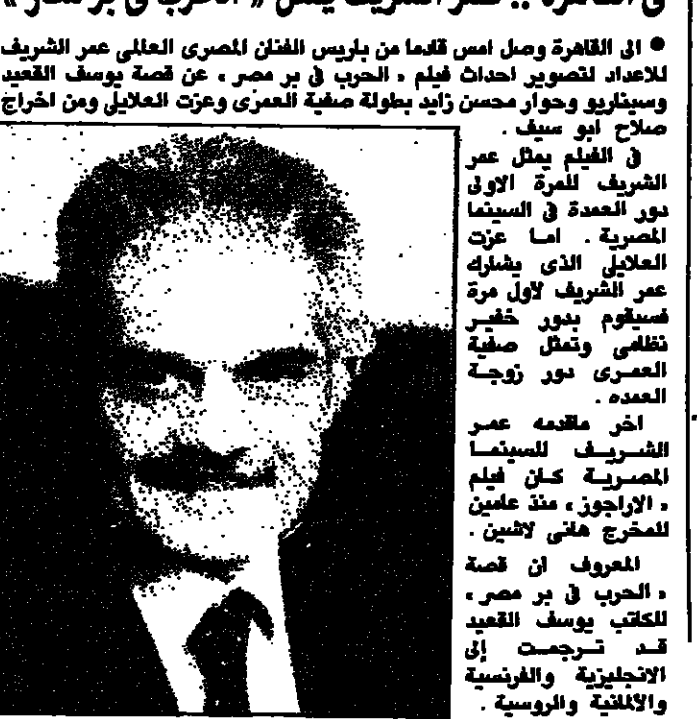 فى القاهرة .. عمر الشريف يمثل « الحرب فى بر مصر »
● الى القاهرة وصل امس قادما من باريس الفنان المصرى العالمى عمر الشريف
للاعداد لتصوير احداث فيلم « الحرب فى بر مصر » عن قصة يوسف القعيد
وسيناريو وحوار محسن زايد بطولة صفية العمرى وعزت العلايلى ومن اخراج
صلاح ابو سيف .
فى الفيلم يمثل عمر
الشريف للمرة الاولى
دور العمدة فى السينما
المصرية . اما عزت
العلايلى الذى يشارك
عمر الشريف لأول مرة
فسيقوم بدور خفير
نظامى وتمثل صفية
العمرى دور زوجة
العمده .
اخر ماقدمه عمر
الشريف للسينما
المصرية كان فيلم
« الاراجوز » منذ عامين
للمخرج هانى لاشين .
المعروف ان قصة
« الحرب فى بر مصر »
للكاتب يوسف القعيد
قد ترجمت إلى
الانجليزية والفرنسية
والألمانية والروسية .